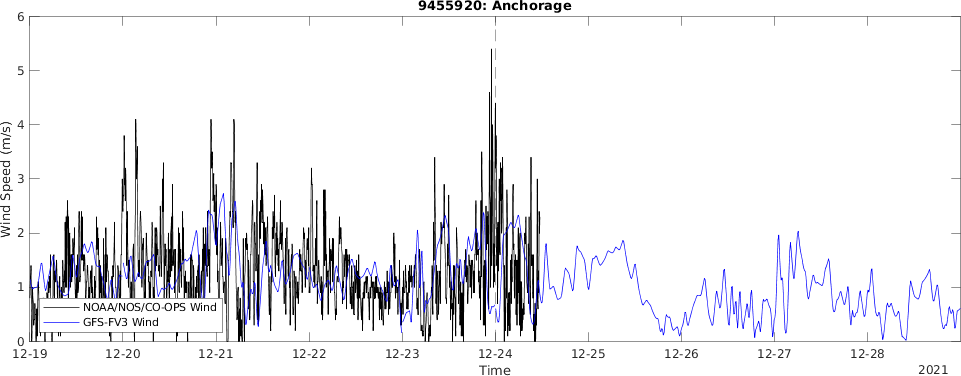 9455920: Anchorage
6
5
4
3
2
1
0
Wind Speed (m/s)
NOAA/NOS/CO-OPS Wind
GFS-FV3 Wind
12-19 12-20 12-21 12-22 12-23 12-24 12-25 12-26 12-27 12-28
Time
2021